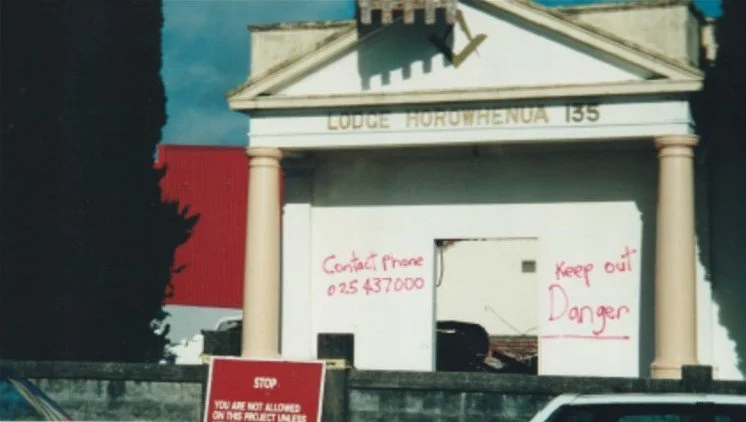 LODGE HOROWHENUA 135
Contact Phone
025 437000
Keep out
Danger
STOP
YOU ARE NOT ALLOWED
ON THIS PROJECT UNLESS